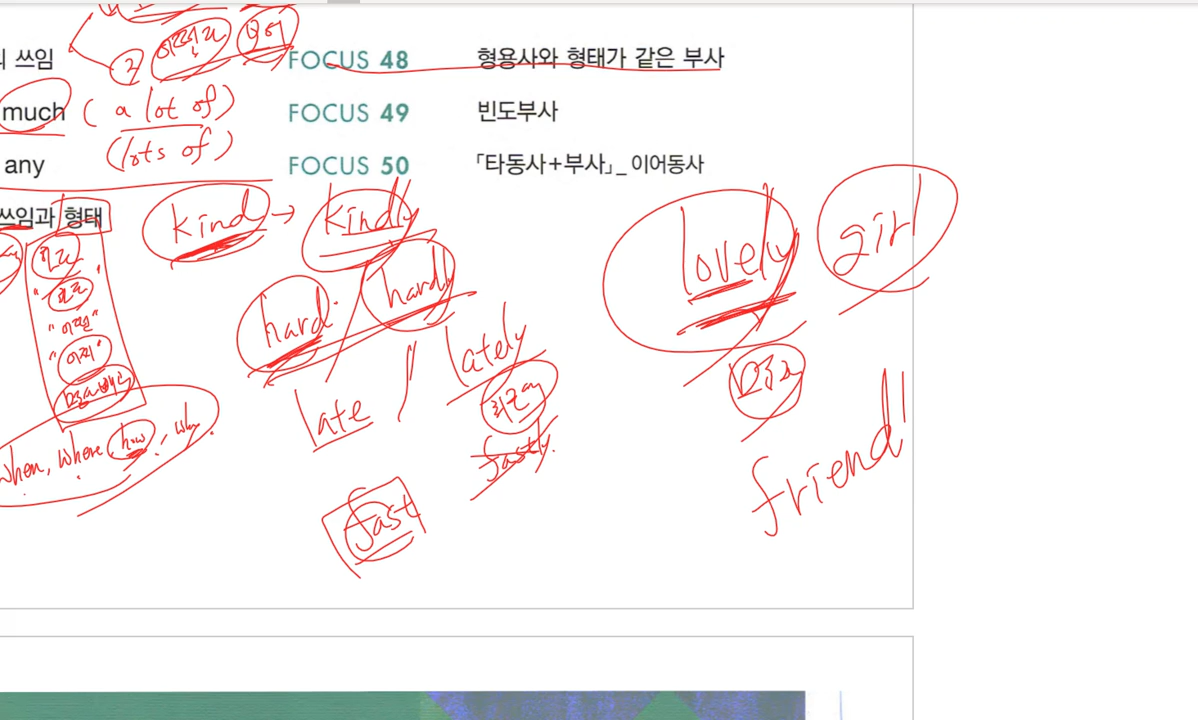 의 쓰임
FOCUS 48 형용사와 형태가 같은 부사
much ( a lot of )
FOCUS 49 빈도부사
(lots of )
any
FOCUS 50 「타동사+부사」_ 이어동사
쓰임과 형태
kind → kindly
lovely girl
hard hardly
late / lately
fastly
when, where how, why
fast
friendl